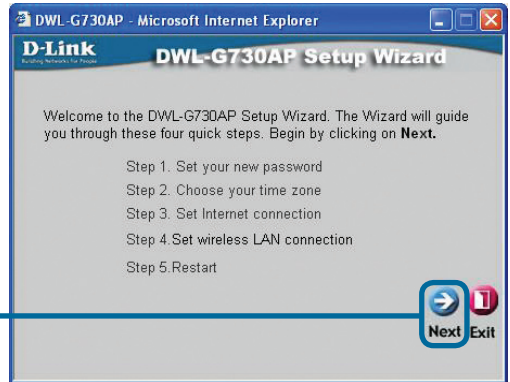 DWL-G730AP - Microsoft Internet Explorer
D-Link
Building Networks for People
DWL-G730AP Setup Wizard
Welcome to the DWL-G730AP Setup Wizard. The Wizard will guide
you through these four quick steps. Begin by clicking on Next.
Step 1. Set your new password
Step 2. Choose your time zone
Step 3. Set Internet connection
Step 4.Set wireless LAN connection
Step 5.Restart
Next Exit